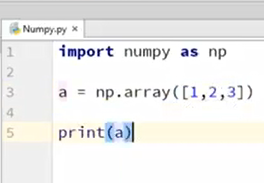 Numpy.py ×
1 import numpy as np
2
3 a = np.array([1,2,3])
4
5 print(a)